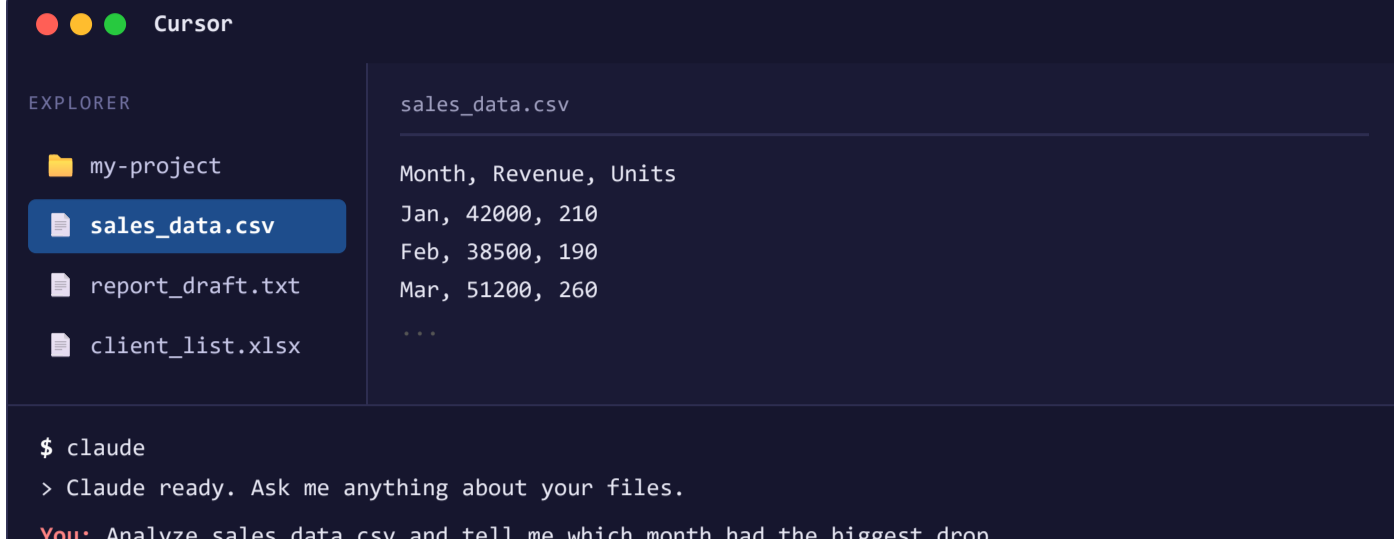 Cursor
EXPLORER
my-project
sales_data.csv
report_draft.txt
client_list.xlsx
sales_data.csv
Month, Revenue, Units
Jan, 42000, 210
Feb, 38500, 190
Mar, 51200, 260
...
$ claude
> Claude ready. Ask me anything about your files.
You: Analyze sales_data.csv and tell me which month had the biggest drop